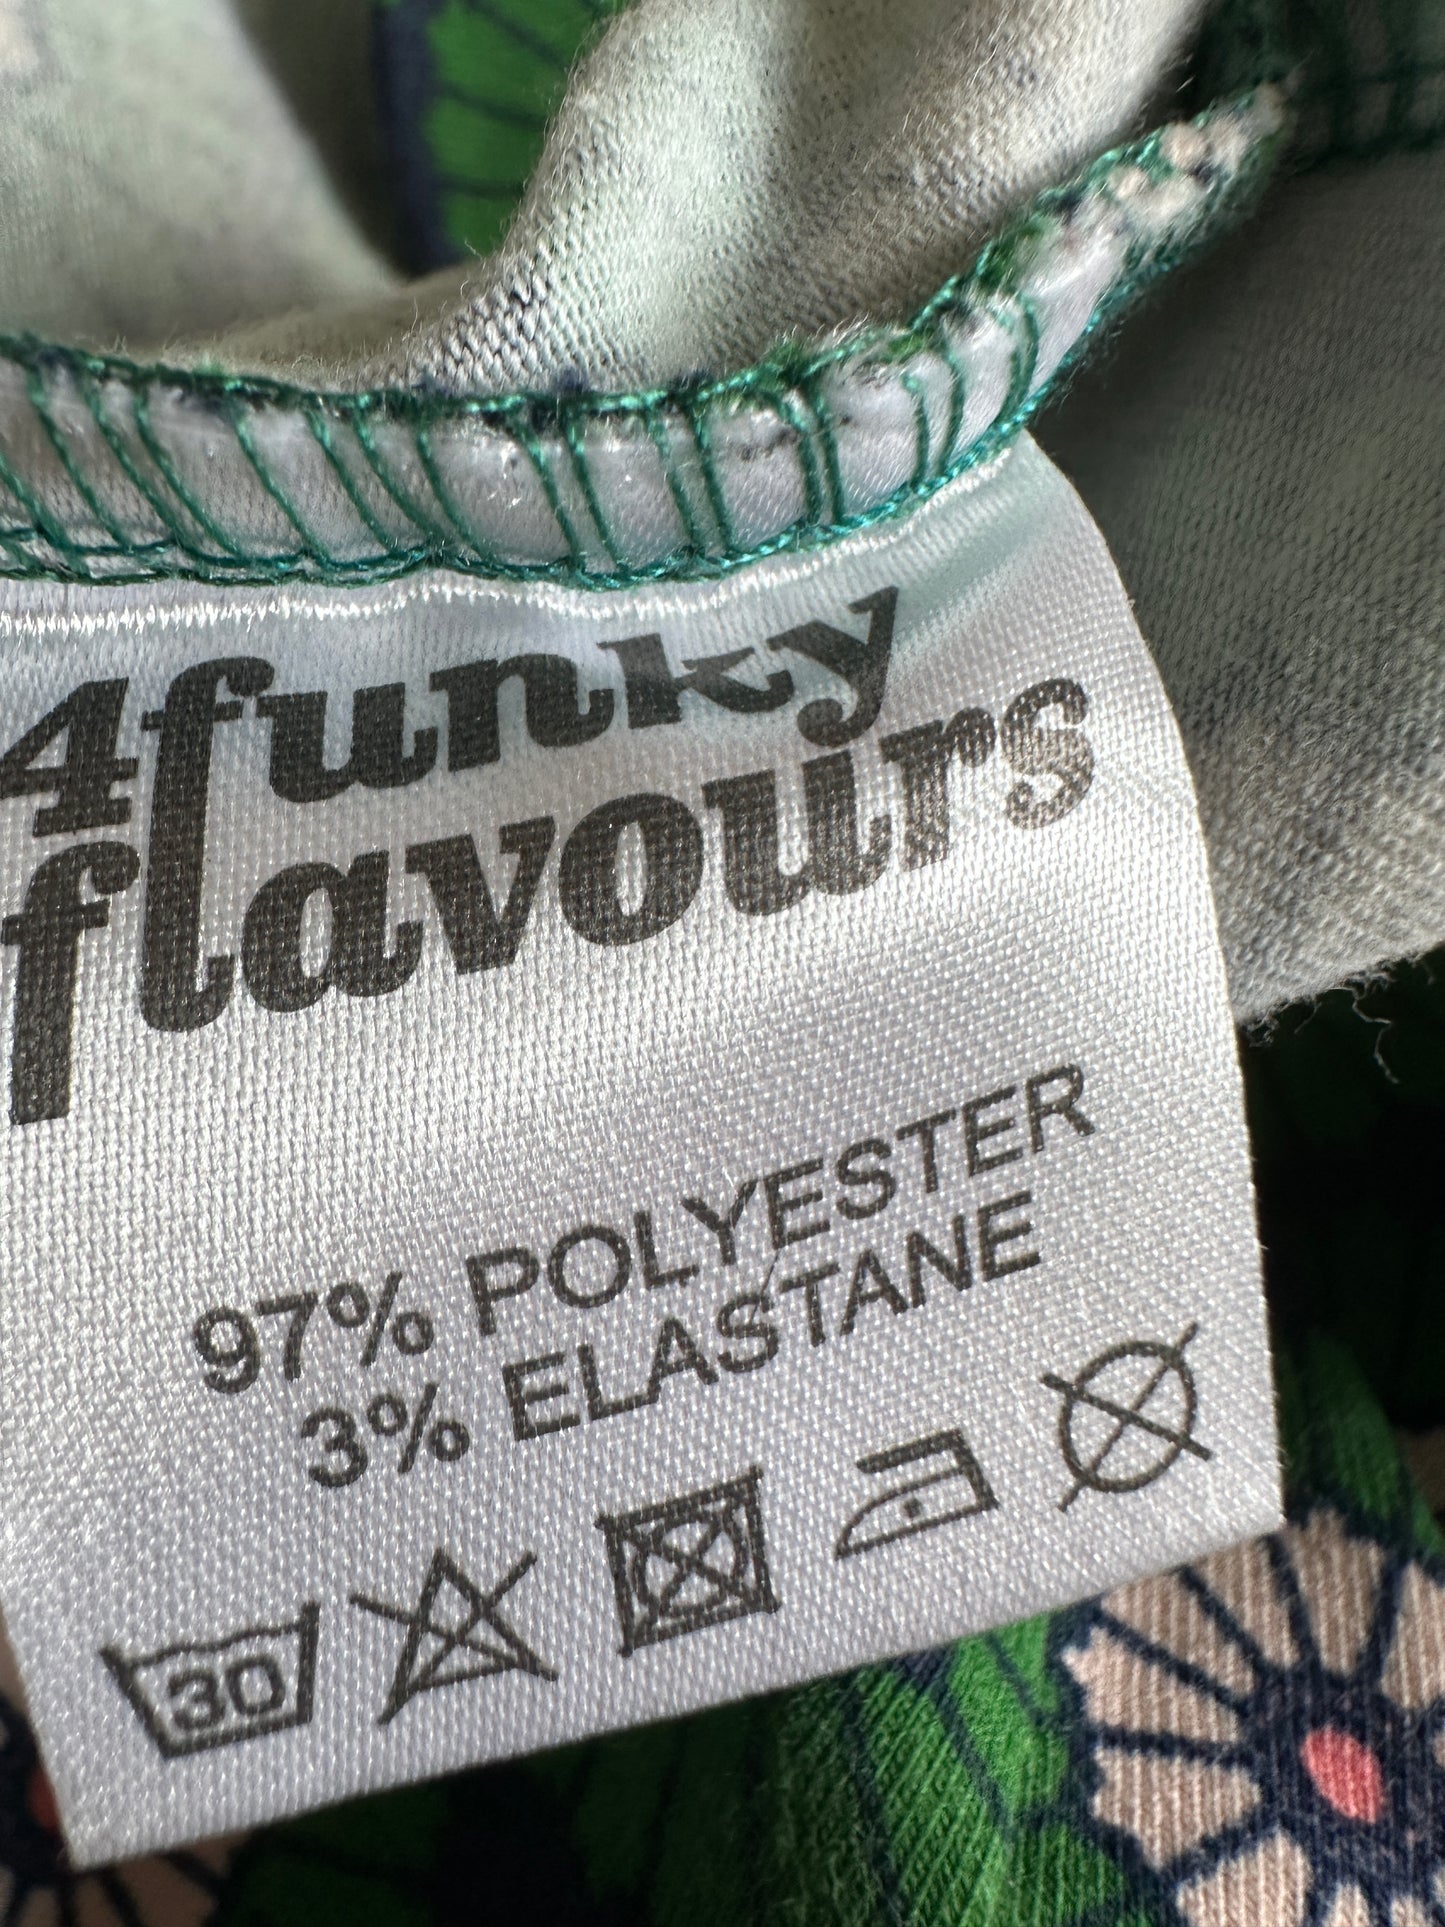 4funky
flavours
97% POLYESTER
3% ELASTANE
30